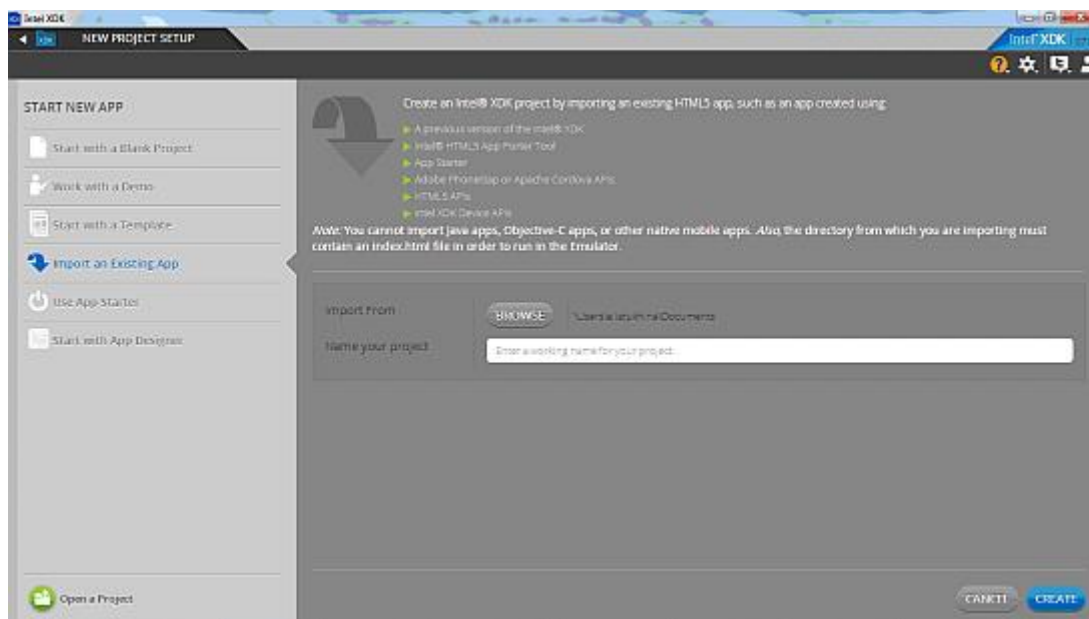 Intel XDK
NEW PROJECT SETUP
Intel® XDK
START NEW APP
Start with a Blank Project
Work with a Demo
Start with a Template
Import an Existing App
Use App Starter
Start with App Designer
Open a Project
Create an Intel® XDK project by importing an existing HTML5 app, such as an app created using:
A previous version of the Intel® XDK
Intel® HTML5 App Porter Tool
App Starter
Adobe PhoneGap or Apache Cordova APIs
HTML5 APIs
Intel XDK Device APIs
Note: You cannot import Java apps, Objective-C apps, or other native mobile apps. Also, the directory from which you are importing must
contain an index.html file in order to run in the Emulator.
Import From
BROWSE
Name your project
Enter a working name for your project.
CANCEL
CREATE